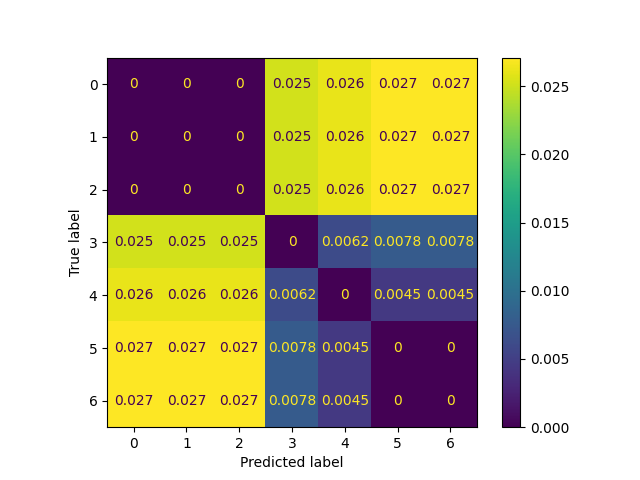 0 0 0 0 0.025 0.026 0.027 0.027 0.025
1 0 0 0 0.025 0.026 0.027 0.027 0.020
2 0 0 0 0.025 0.026 0.027 0.027 0.015
True label
3 0.025 0.025 0.025 0 0.0062 0.0078 0.0078 0.010
4 0.026 0.026 0.026 0.0062 0 0.0045 0.0045
5 0.027 0.027 0.027 0.0078 0.0045 0 0 0.005
6 0.027 0.027 0.027 0.0078 0.0045 0 0 0.000
0 1 2 3 4 5 6
Predicted label